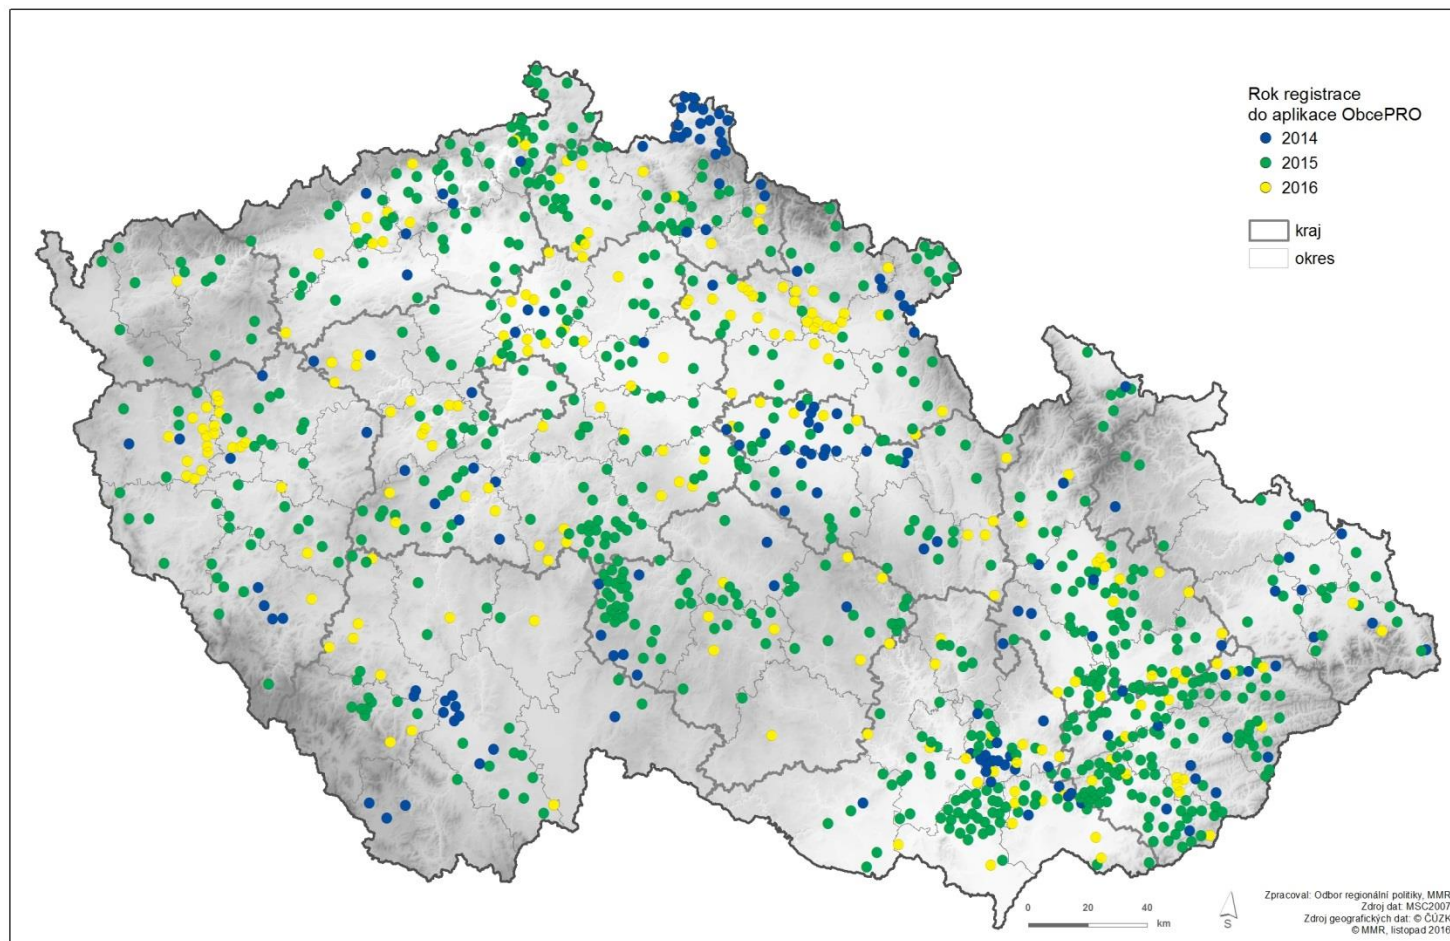 Rok registrace
do aplikace ObcePRO
2014
2015
2016
kraj
okres
0 20 40
km
S
Zpracoval: Odbor regionální politiky, MMR
Zdroj dat: MSC2007
Zdroj geografických dat: © ČÚZK
© MMR, listopad 2016